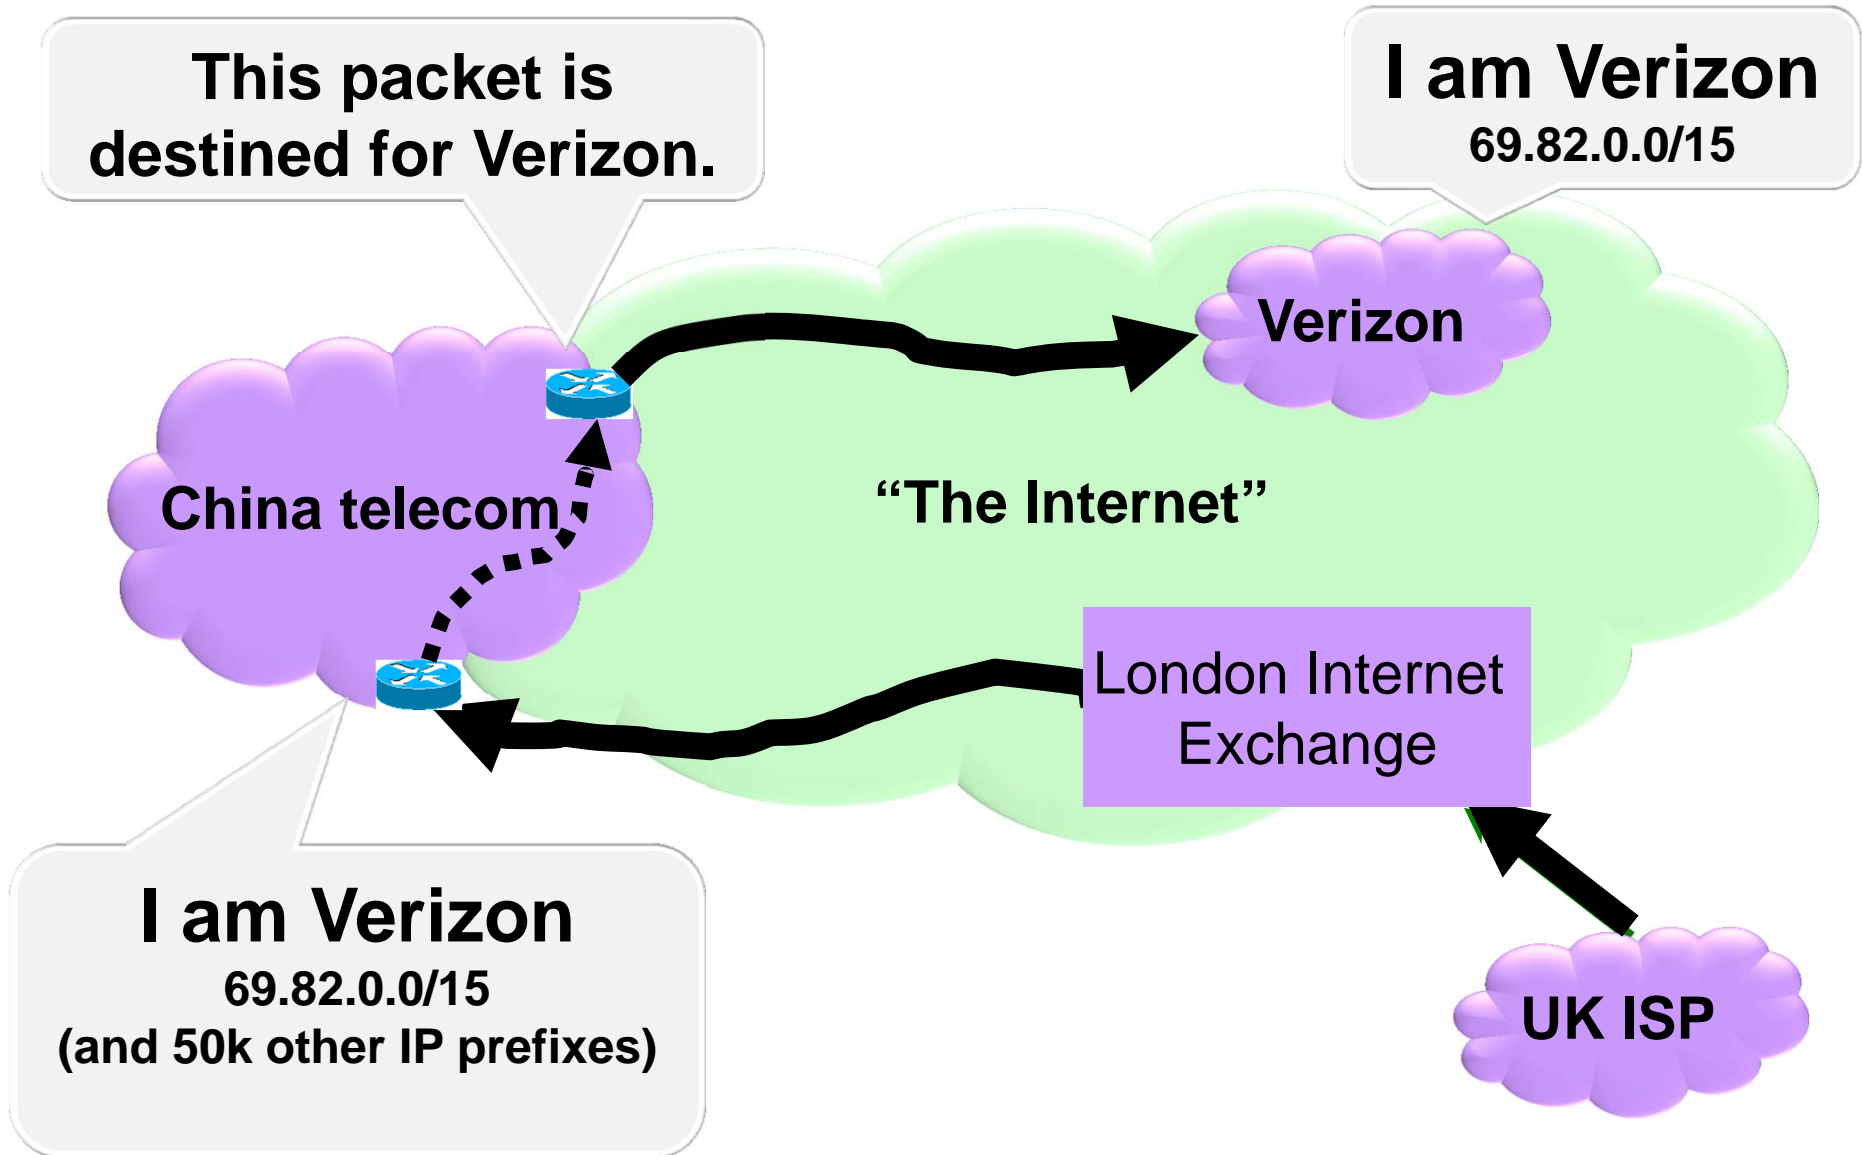 This packet is
destined for Verizon.
I am Verizon
69.82.0.0/15
Verizon
China telecom
“The Internet”
London Internet
Exchange
I am Verizon
69.82.0.0/15
(and 50k other IP prefixes)
UK ISP